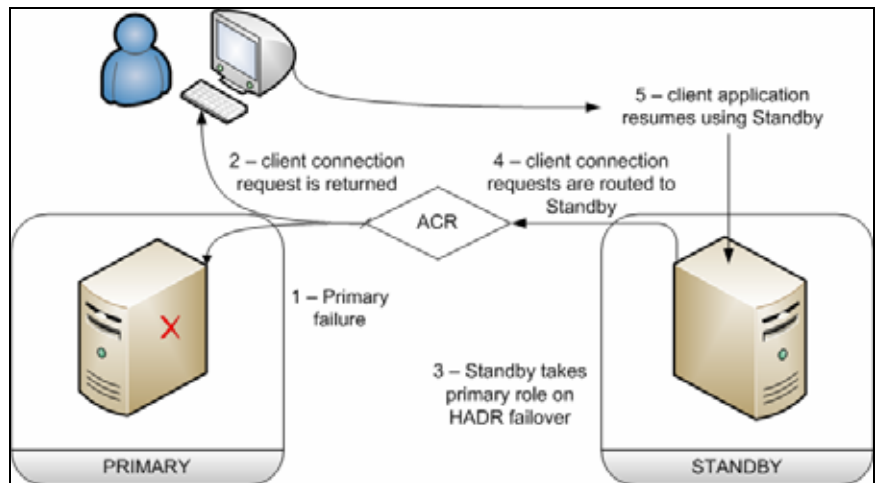 5 – client application
resumes using Standby
2 – client connection
request is returned
4 – client connection
requests are routed to
Standby
ACR
1 – Primary
failure
3 – Standby takes
primary role on
HADR failover
PRIMARY
STANDBY